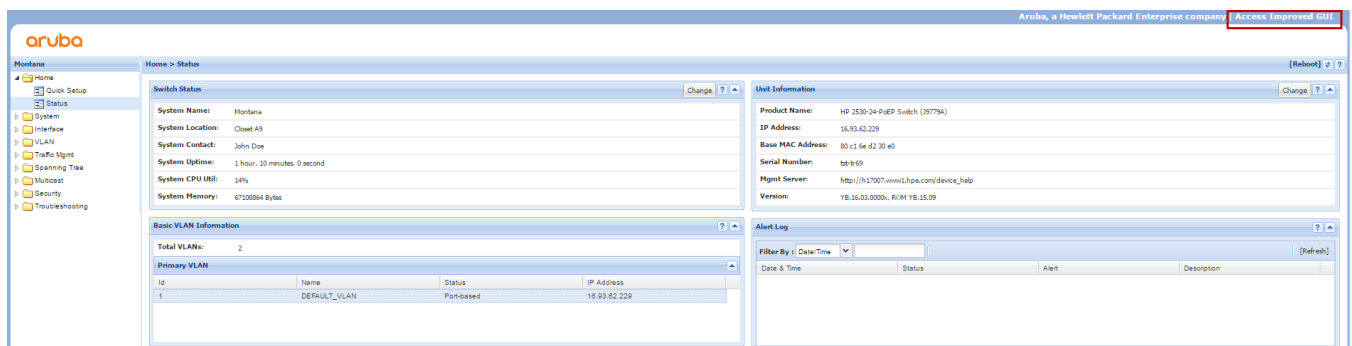 Aruba, a Hewlett Packard Enterprise company | Access Improved GUI
aruba
Montana
Home
Quick Setup
Status
System
Interface
VLAN
Traffic Mgmt
Spanning Tree
Multicast
Security
Troubleshooting
Home > Status
[Reboot] ?
Switch Status Change ?
System Name: Montana
System Location: Closet A9
System Contact: John Doe
System Uptime: 1 hour, 10 minutes, 0 second
System CPU Util: 14%
System Memory: 67108864 Bytes
Unit Information Change ?
Product Name: HP 2530-24-PoEP Switch (J9779A)
IP Address: 16.93.62.229
Base MAC Address: 80 c1 6e d2 30 e0
Serial Number: tst-tr69
Mgmt Server: http://h17007.www1.hpe.com/device_help
Version: YB.16.03.0000x, ROM YB.15.09
Basic VLAN Information ?
Total VLANs: 2
Primary VLAN
Id Name Status IP Address
1 DEFAULT_VLAN Port-based 16.93.62.229
Alert Log ?
Filter By : Date/Time [Refresh]
Date & Time Status Alert Description